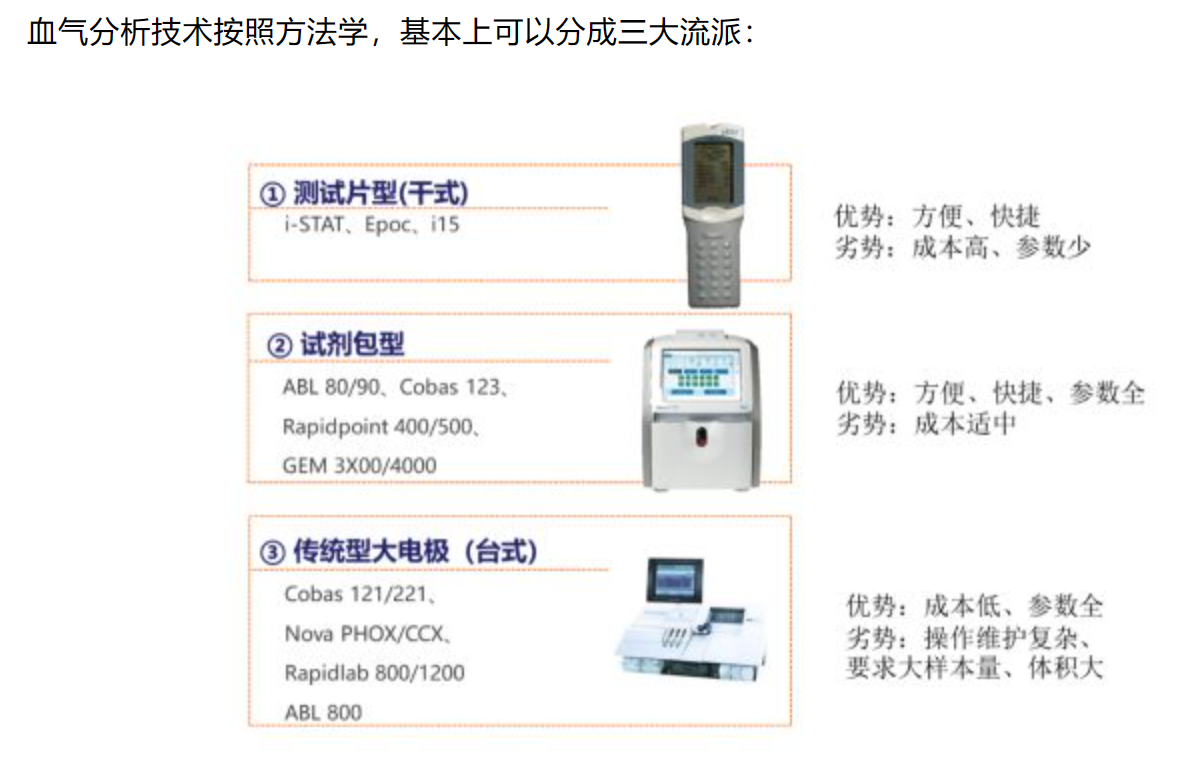 血气分析技术按照方法学，基本上可以分成三大流派：
① 测试片型(干式)
i-STAT、Epoc、i15
优势：方便、快捷
劣势：成本高、参数少
② 试剂包型
ABL 80/90、Cobas 123、
Rapidpoint 400/500、
GEM 3X00/4000
优势：方便、快捷、参数全
劣势：成本适中
③ 传统型大电极（台式）
Cobas 121/221、
Nova PHOX/CCX、
Rapidlab 800/1200
ABL 800
优势：成本低、参数全
劣势：操作维护复杂、
要求大样本量、体积大